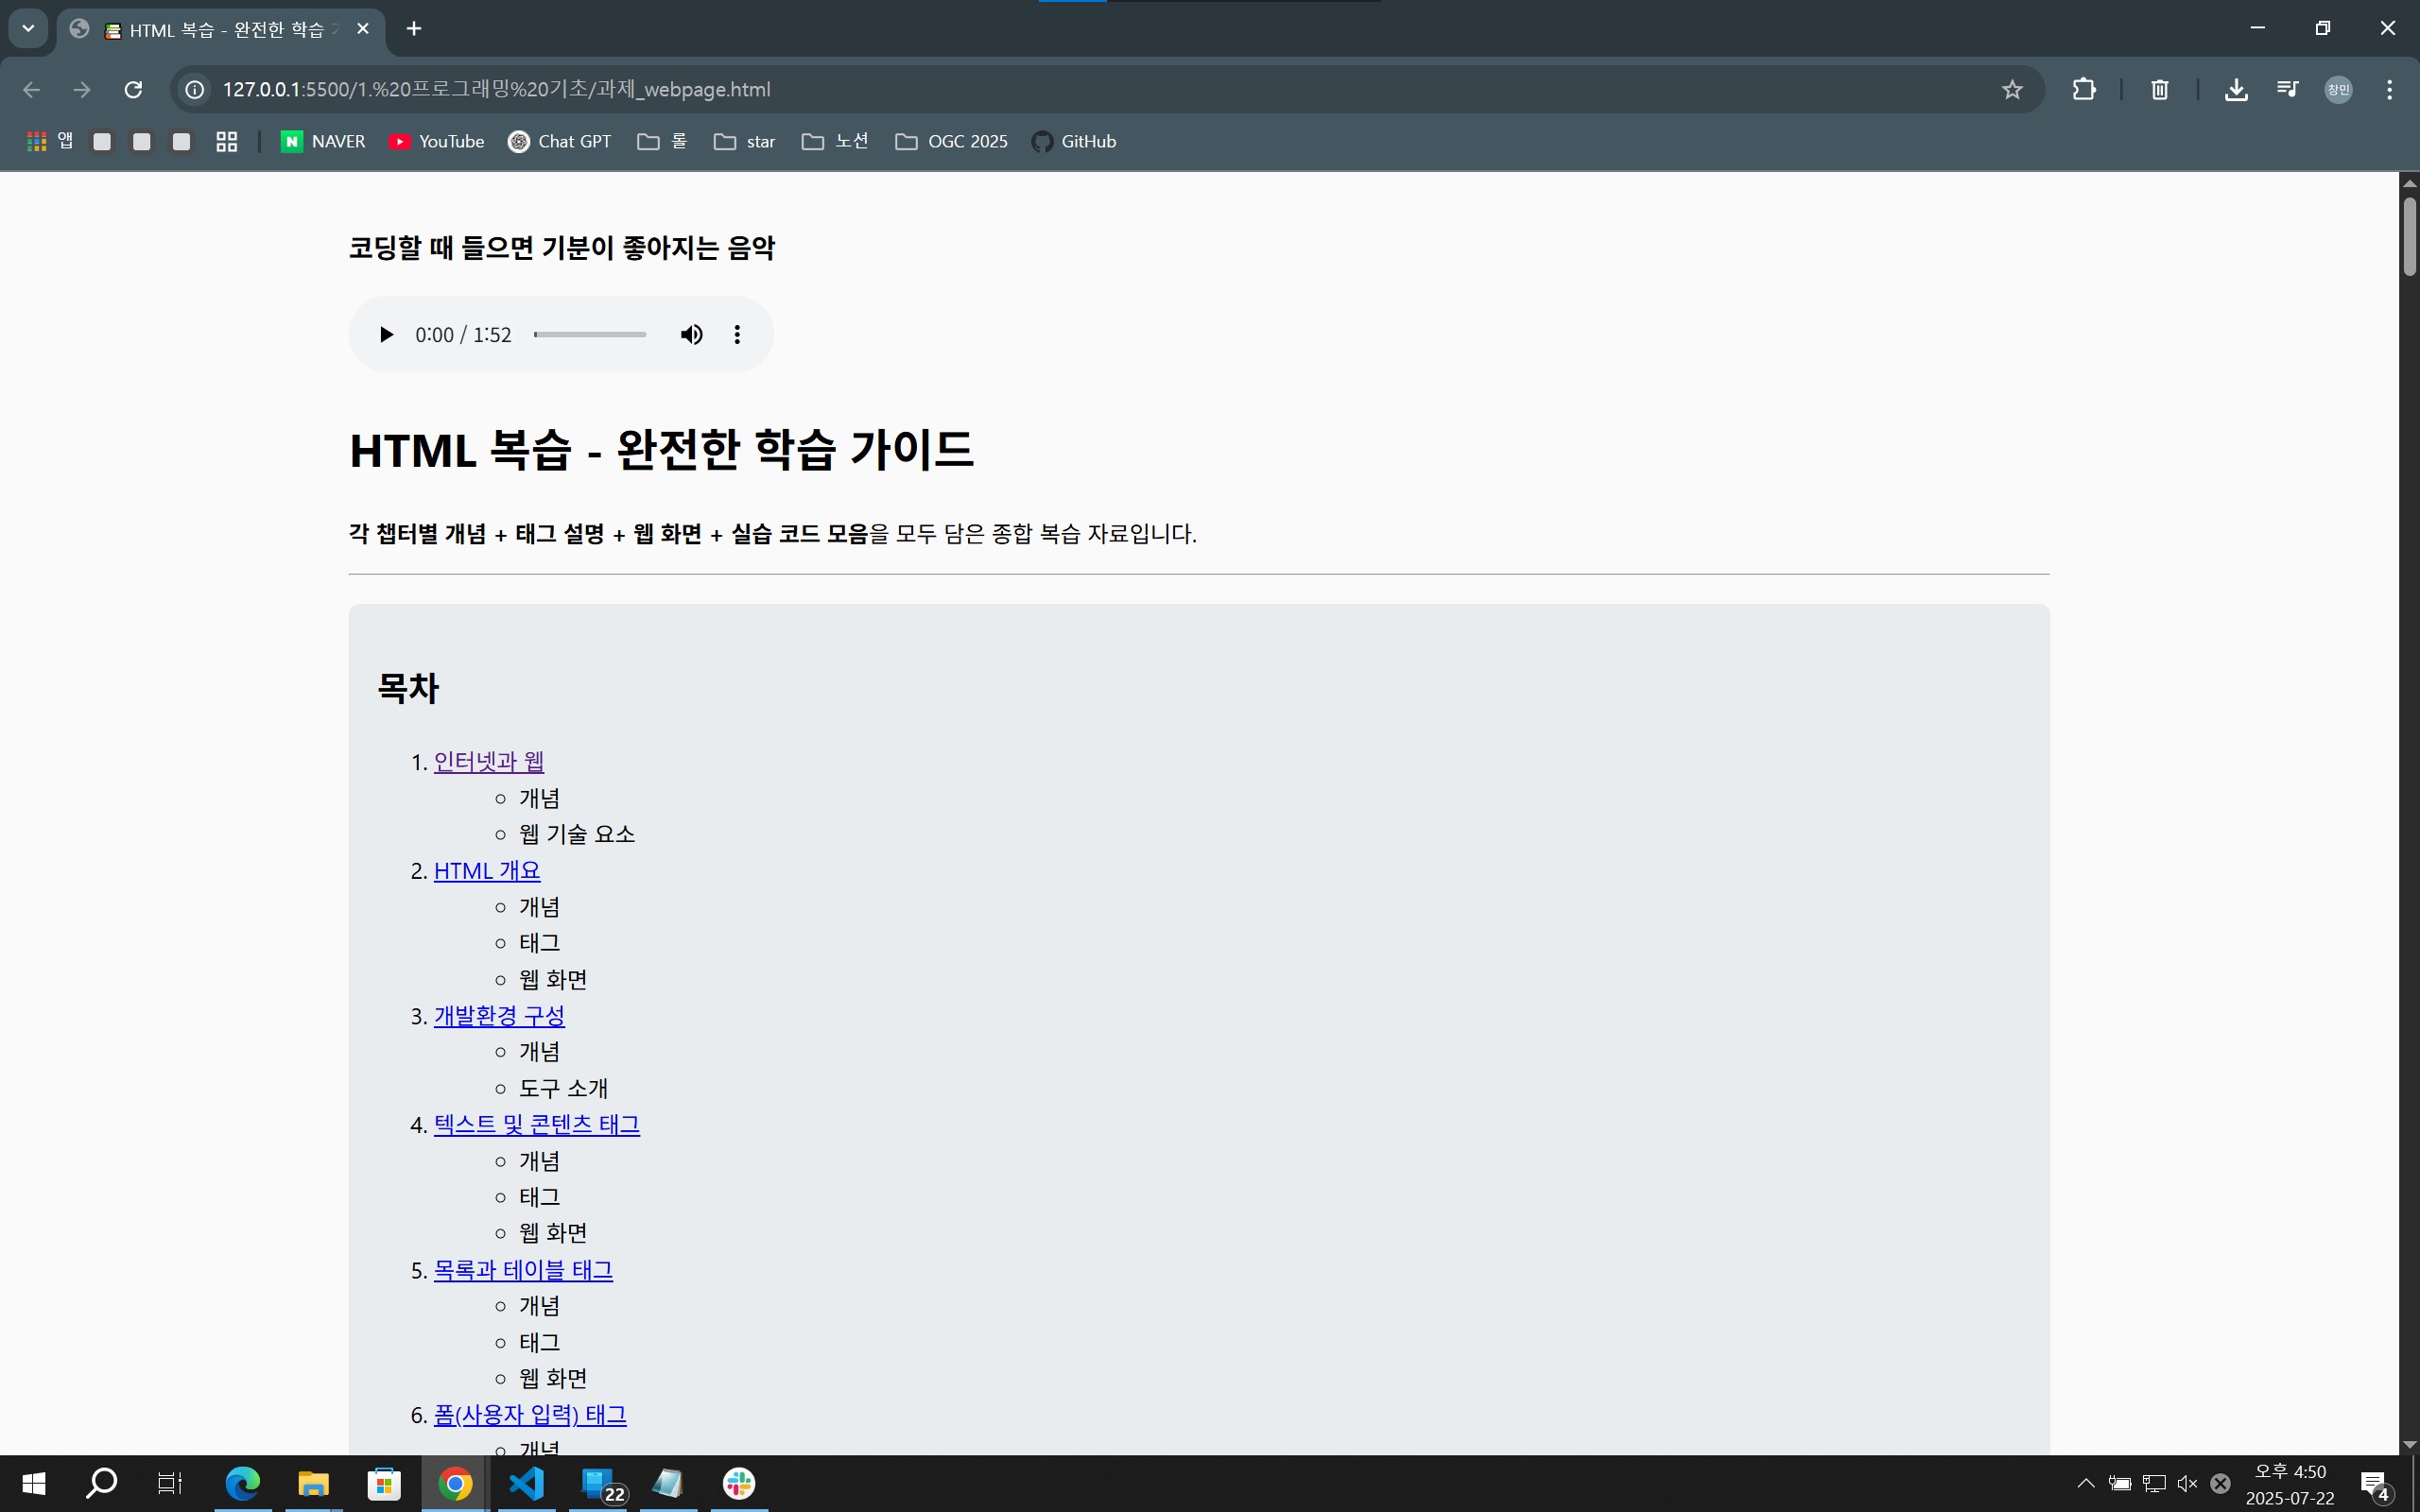 HTML 복습 - 완전한 학습
127.0.0.1:5500/1.%20프로그래밍%20기초/과제_webpage.html
창민
앱 NAVER YouTube Chat GPT 롤 star 노션 OGC 2025 GitHub
코딩할 때 들으면 기분이 좋아지는 음악
0:00 / 1:52
HTML 복습 - 완전한 학습 가이드
각 챕터별 개념 + 태그 설명 + 웹 화면 + 실습 코드 모음을 모두 담은 종합 복습 자료입니다.
목차
1. 인터넷과 웹
개념
웹 기술 요소
2. HTML 개요
개념
태그
웹 화면
3. 개발환경 구성
개념
도구 소개
4. 텍스트 및 콘텐츠 태그
개념
태그
웹 화면
5. 목록과 테이블 태그
개념
태그
웹 화면
6. 폼(사용자 입력) 태그
개념
22
오후 4:50
2025-07-22
4